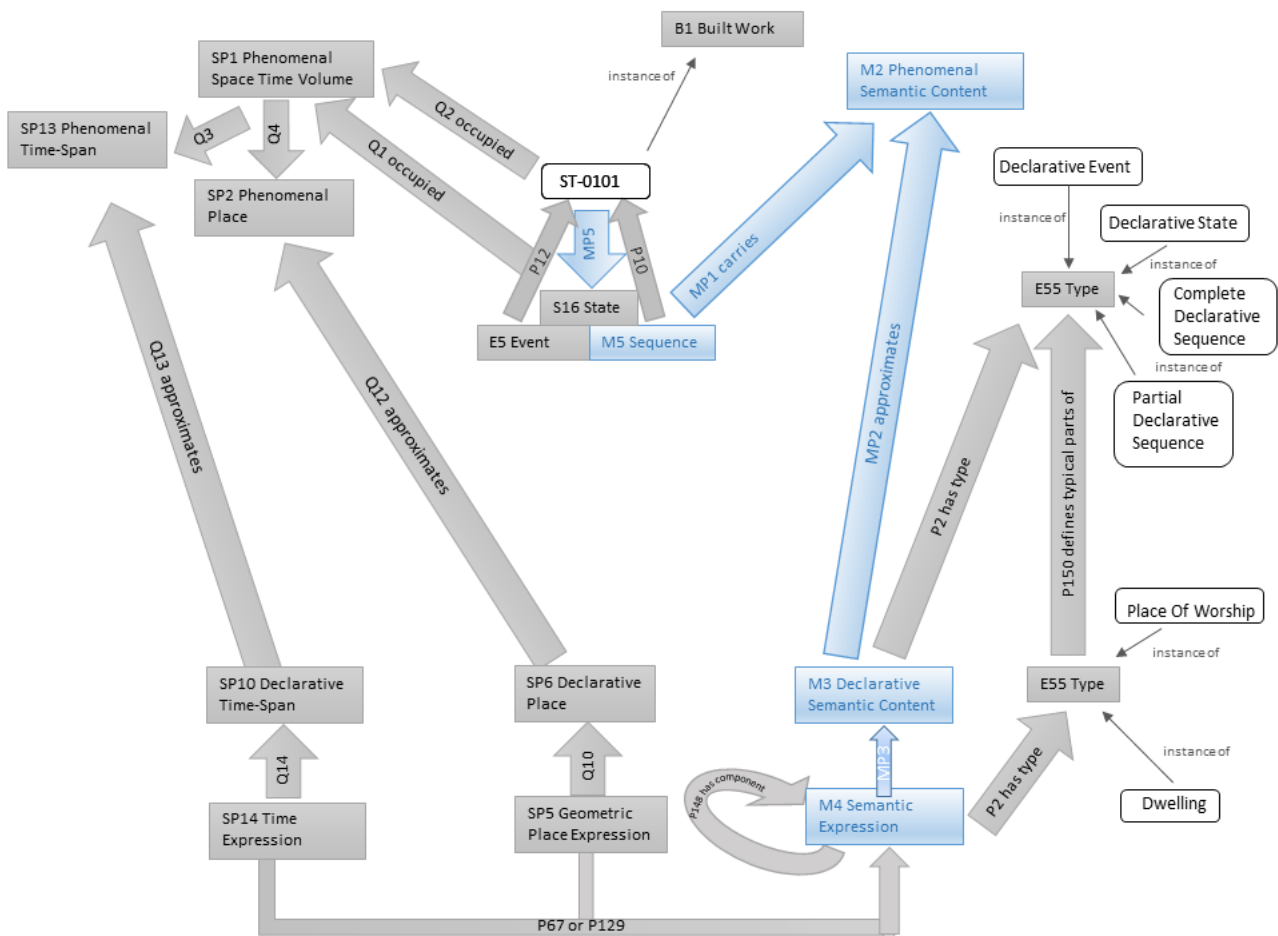 B1 Built Work
SP1 Phenomenal
Space Time Volume
instance of
M2 Phenomenal
Semantic Content
SP13 Phenomenal
Time-Span
Q3
Q4
Q2 occupied
Q1 occupied
SP2 Phenomenal
Place
ST-0101
Declarative Event
instance of
Declarative State
instance of
MP5
P12
P10
MP1 carries
S16 State
E5 Event
M5 Sequence
E55 Type
Complete
Declarative
Sequence
instance of
Partial
Declarative
Sequence
Q13 approximates
Q12 approximates
MP2 approximates
P2 has type
P150 defines typical parts of
Place Of Worship
instance of
SP10 Declarative
Time-Span
SP6 Declarative
Place
M3 Declarative
Semantic Content
E55 Type
instance of
Q14
Q10
MP3
P148 has component
P2 has type
Dwelling
SP14 Time
Expression
SP5 Geometric
Place Expression
M4 Semantic
Expression
P67 or P129